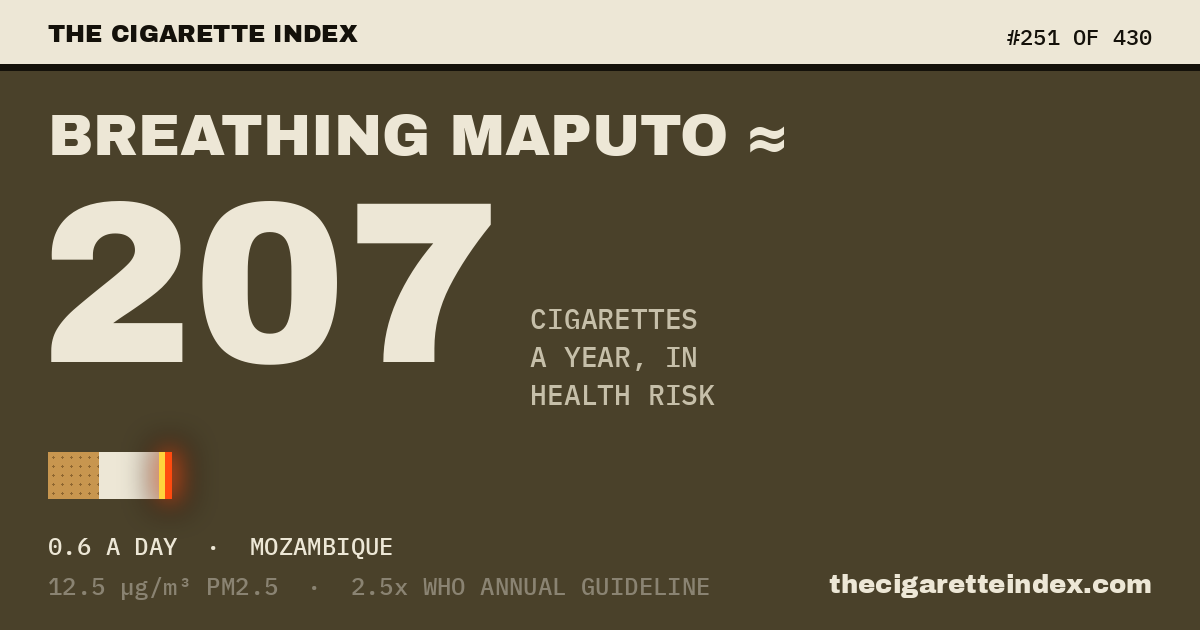 THE CIGARETTE INDEX
#251 OF 430
BREATHING MAPUTO ≈
207
CIGARETTES
A YEAR, IN
HEALTH RISK
0.6 A DAY · MOZAMBIQUE
12.5 µg/m³ PM2.5 · 2.5x WHO ANNUAL GUIDELINE
thecigaretteindex.com